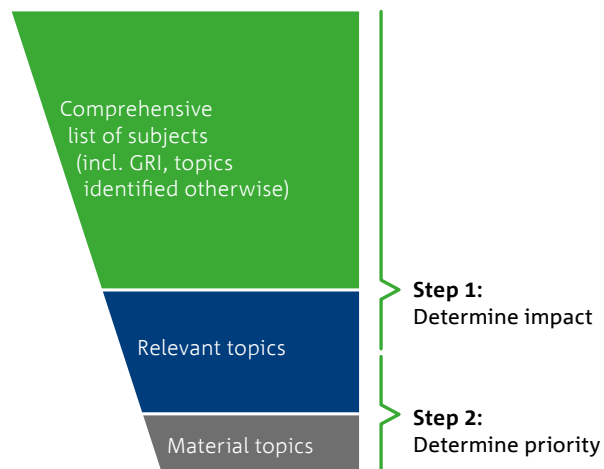 Comprehensive
list of subjects
(incl. GRI, topics
identified otherwise)
Step 1:
Determine impact
Relevant topics
Step 2:
Determine priority
Material topics